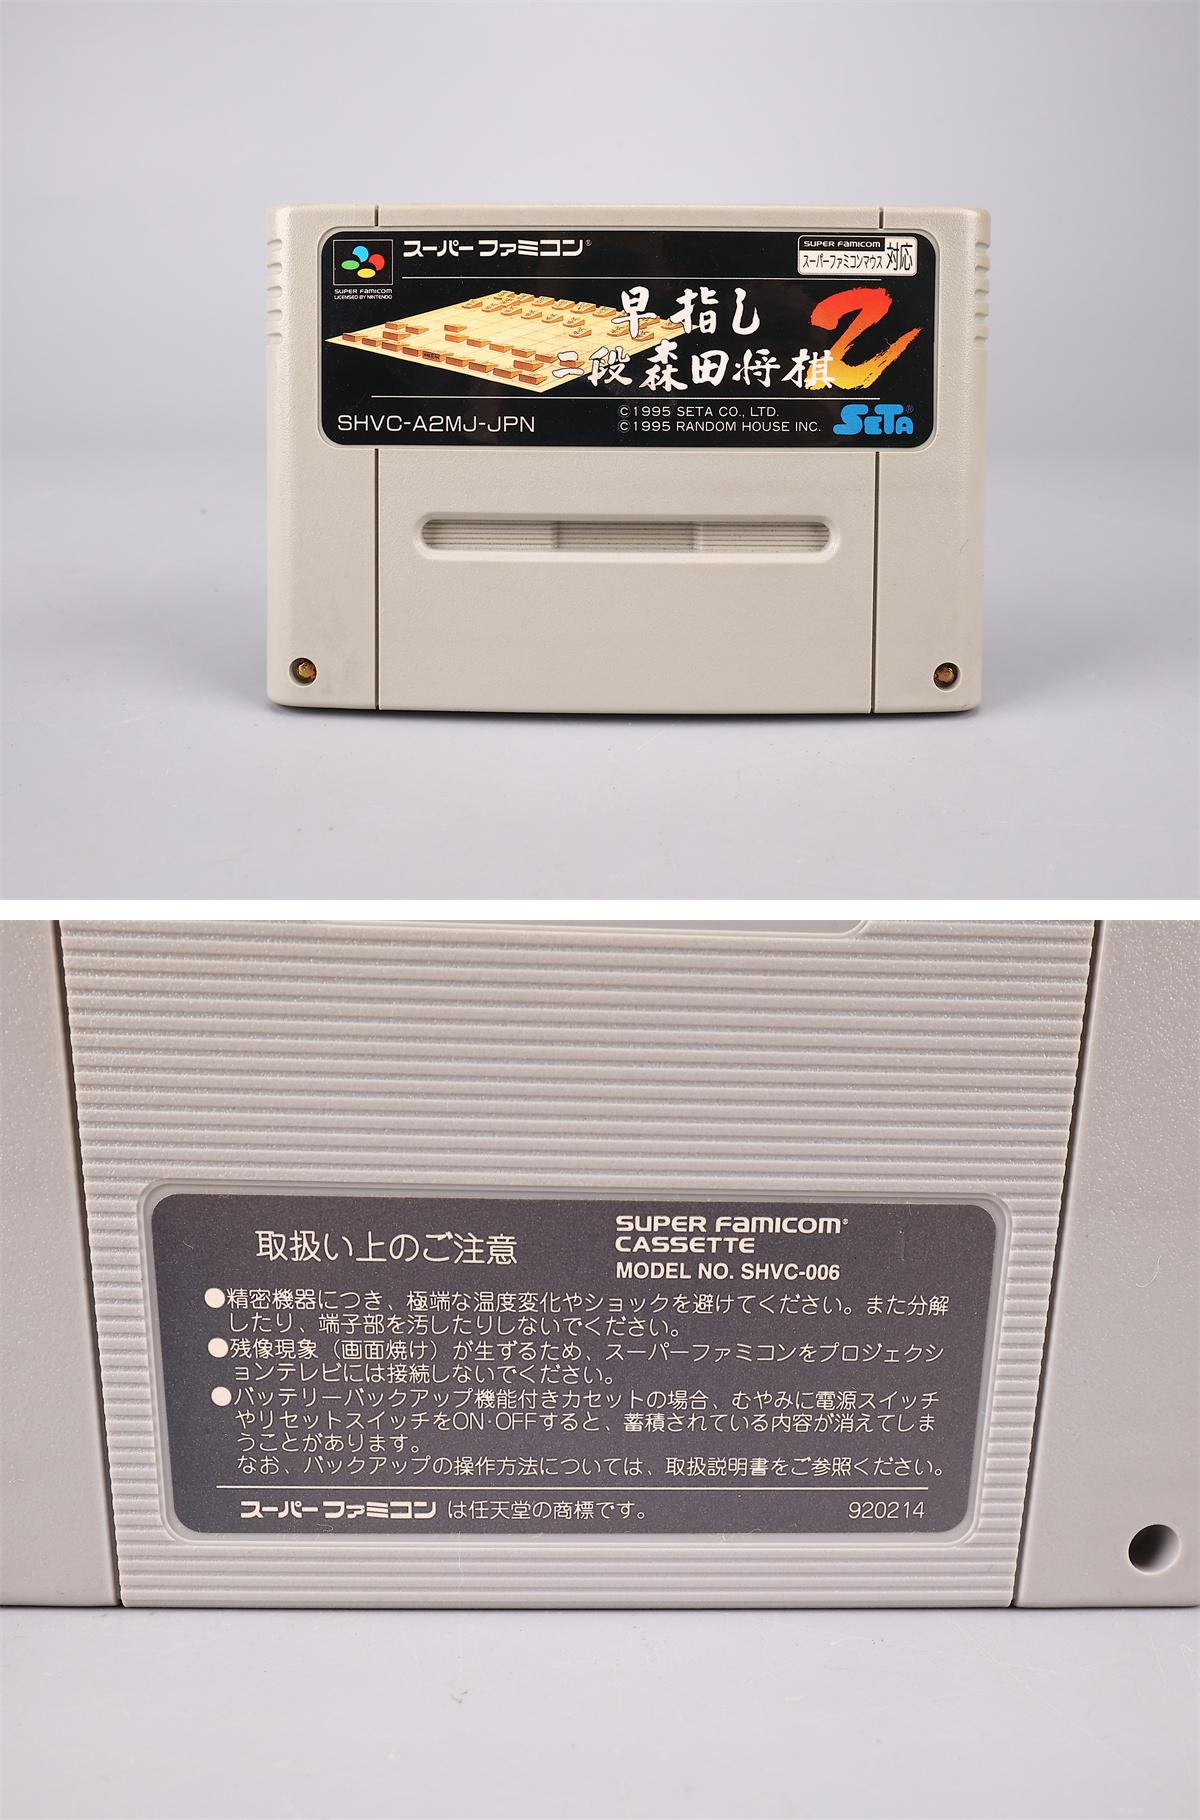 スーパーファミコン®
SUPER FAMICOM
スーパーファミコンマウス 対応
SUPER FAMICOM
LICENSED BY NINTENDO
早指し
二段 森田将棋 2
SHVC-A2MJ-JPN
©1995 SETA CO., LTD.
©1995 RANDOM HOUSE INC.
SETA®
取扱い上のご注意
SUPER FAMICOM®
CASSETTE
MODEL NO. SHVC-006
●精密機器につき、極端な温度変化やショックを避けてください。また分解
したり、端子部を汚したりしないでください。
●残像現象（画面焼け）が生ずるため、スーパーファミコンをプロジェクシ
ョンテレビには接続しないでください。
●バッテリーバックアップ機能付きカセットの場合、むやみに電源スイッチ
やリセットスイッチをON·OFFすると、蓄積されている内容が消えてしま
うことがあります。
なお、バックアップの操作方法については、取扱説明書をご参照ください。
スーパーファミコン は任天堂の商標です。
920214